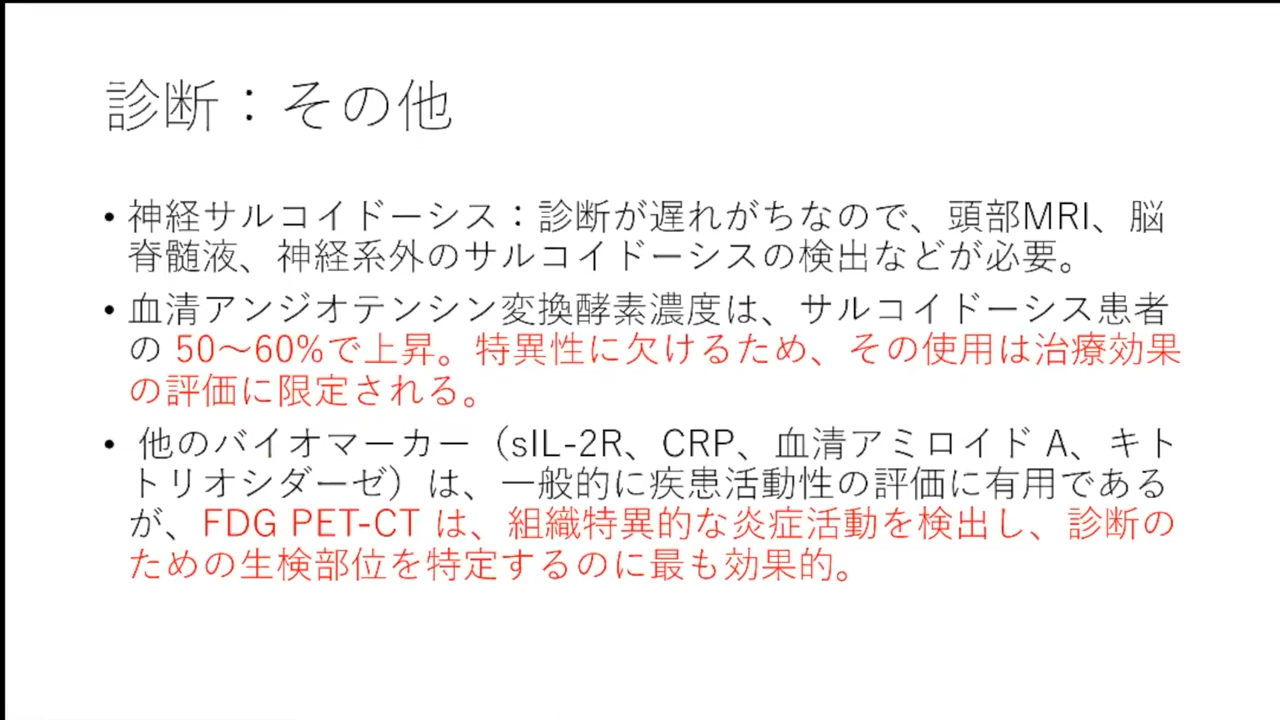 診断：その他
• 神経サルコイドーシス：診断が遅れがちなので、頭部MRI、脳
脊髄液、神経系外のサルコイドーシスの検出などが必要。
• 血清アンジオテンシン変換酵素濃度は、サルコイドーシス患者
の 50～60%で上昇。特異性に欠けるため、その使用は治療効果
の評価に限定される。
• 他のバイオマーカー（sIL-2R、CRP、血清アミロイド A、キト
トリオシダーゼ）は、一般的に疾患活動性の評価に有用である
が、FDG PET-CT は、組織特異的な炎症活動を検出し、診断の
ための生検部位を特定するのに最も効果的。